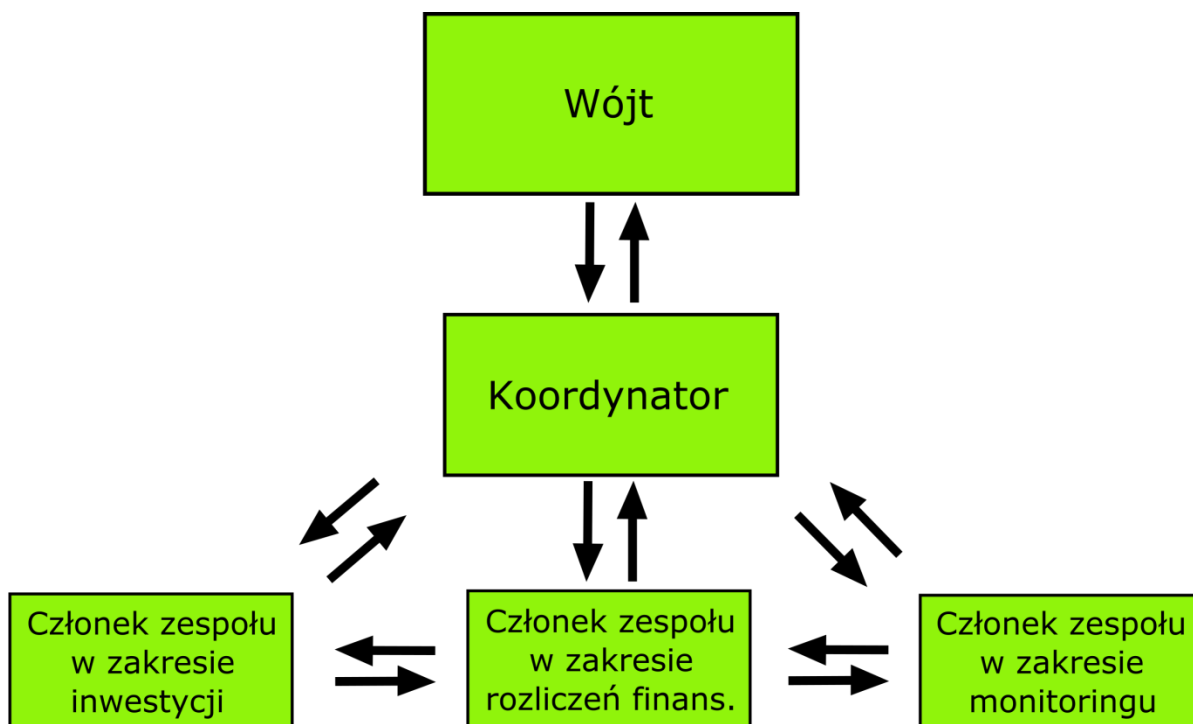 Wójt
Koordynator
Członek zespołu
w zakresie
inwestycji
Członek zespołu
w zakresie
rozliczeń finans.
Członek zespołu
w zakresie
monitoringu